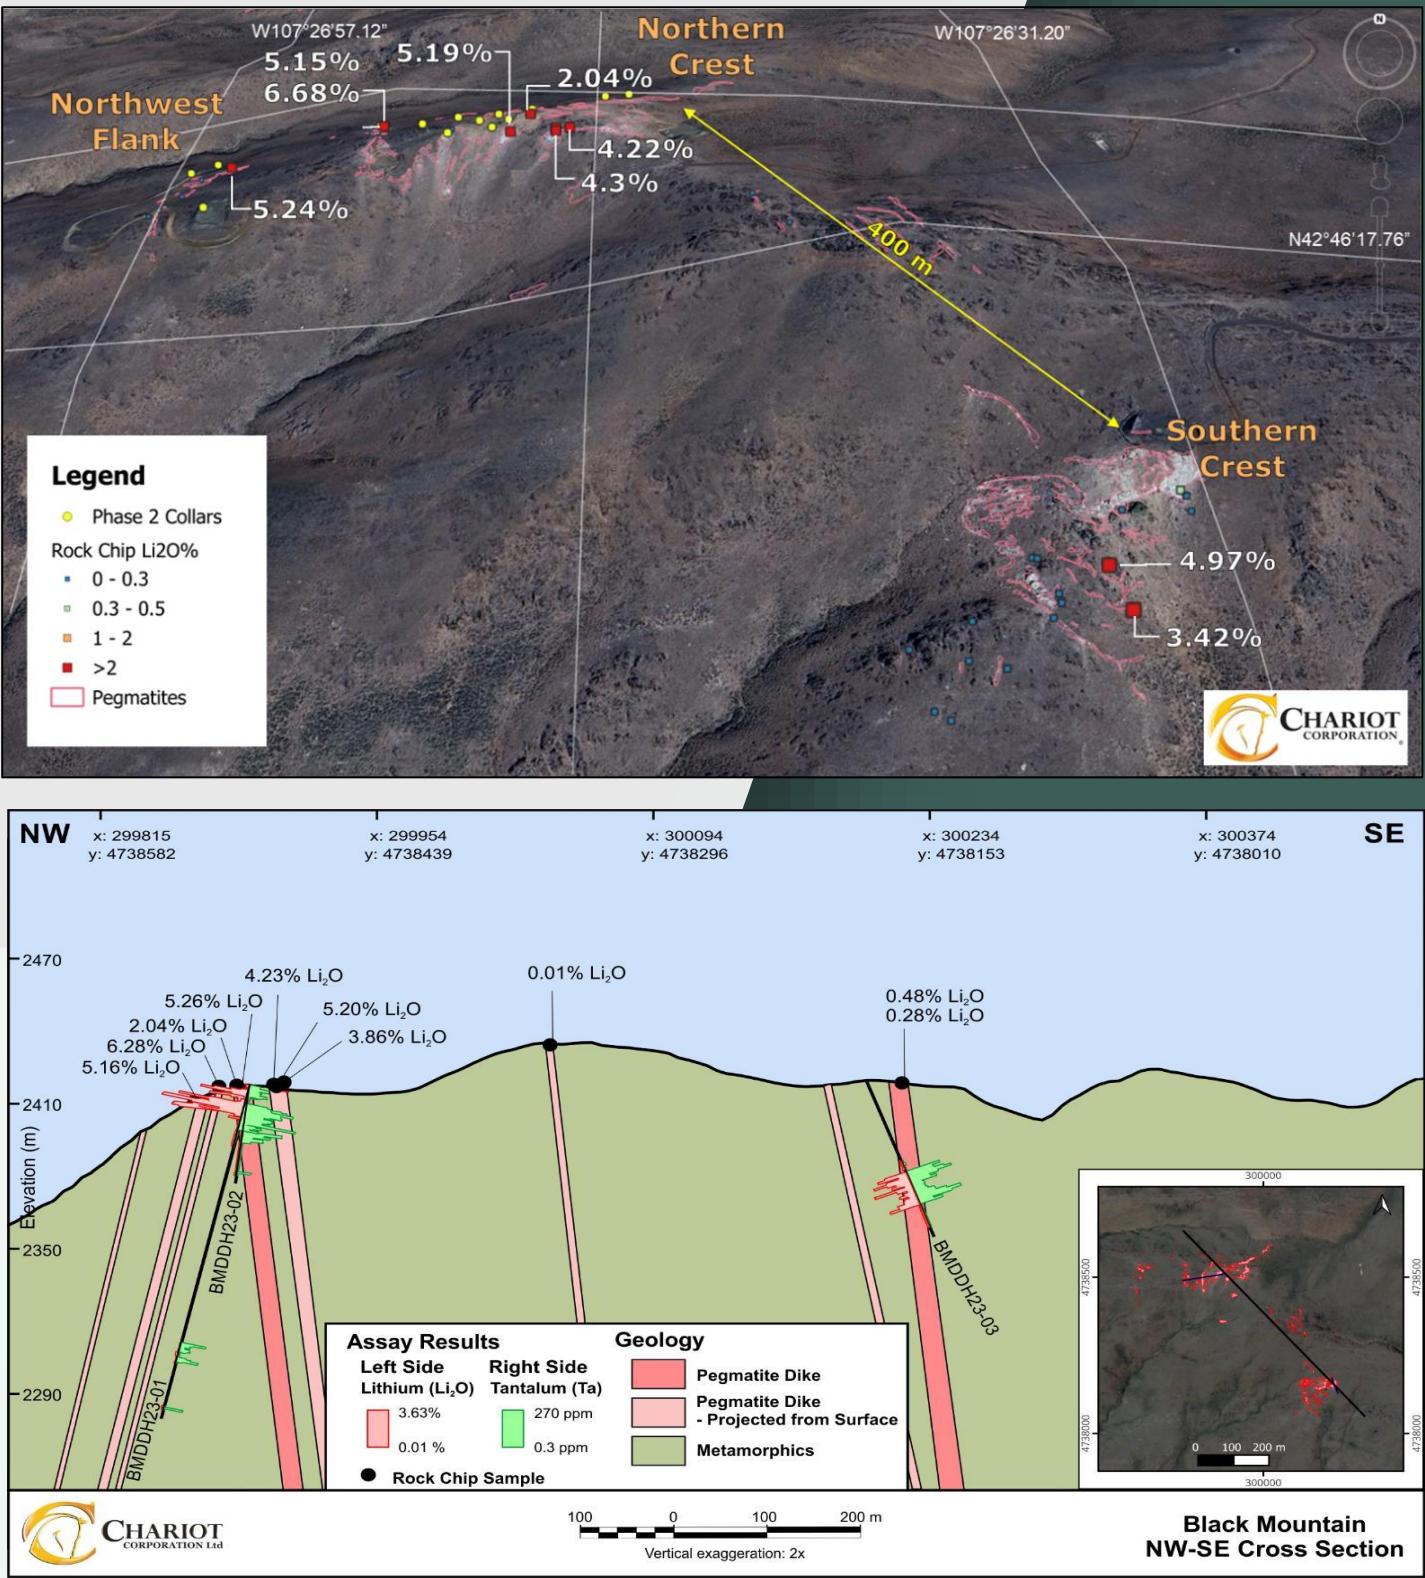 W107°26'57.12"
5.15%
6.68%
5.19%
2.04%
Northern
Crest
W107°26'31.20"
N
Northwest
Flank
5.24%
4.22%
4.3%
400 m
N42°46'17.76"
Southern
Crest
4.97%
3.42%
Legend
Phase 2 Collars
Rock Chip Li2O%
0 - 0.3
0.3 - 0.5
1 - 2
>2
Pegmatites
CHARIOT
CORPORATION
NW
x: 299815
y: 4738582
x: 299954
y: 4738439
x: 300094
y: 4738296
x: 300234
y: 4738153
x: 300374
y: 4738010
SE
2470
2410
2350
2290
Elevation (m)
4.23% Li₂O
5.26% Li₂O
2.04% Li₂O
6.28% Li₂O
5.16% Li₂O
5.20% Li₂O
3.86% Li₂O
0.01% Li₂O
0.48% Li₂O
0.28% Li₂O
BMDDH23-02
BMDDH23-01
BMDDH23-03
Assay Results
Left Side
Lithium (Li₂O)
3.63%
0.01 %
Right Side
Tantalum (Ta)
270 ppm
0.3 ppm
Rock Chip Sample
Geology
Pegmatite Dike
Pegmatite Dike
- Projected from Surface
Metamorphics
300000
4738500
4738500
4738000
4738000
0 100 200 m
300000
CHARIOT
CORPORATION Ltd
100 0 100 200 m
Vertical exaggeration: 2x
Black Mountain
NW-SE Cross Section